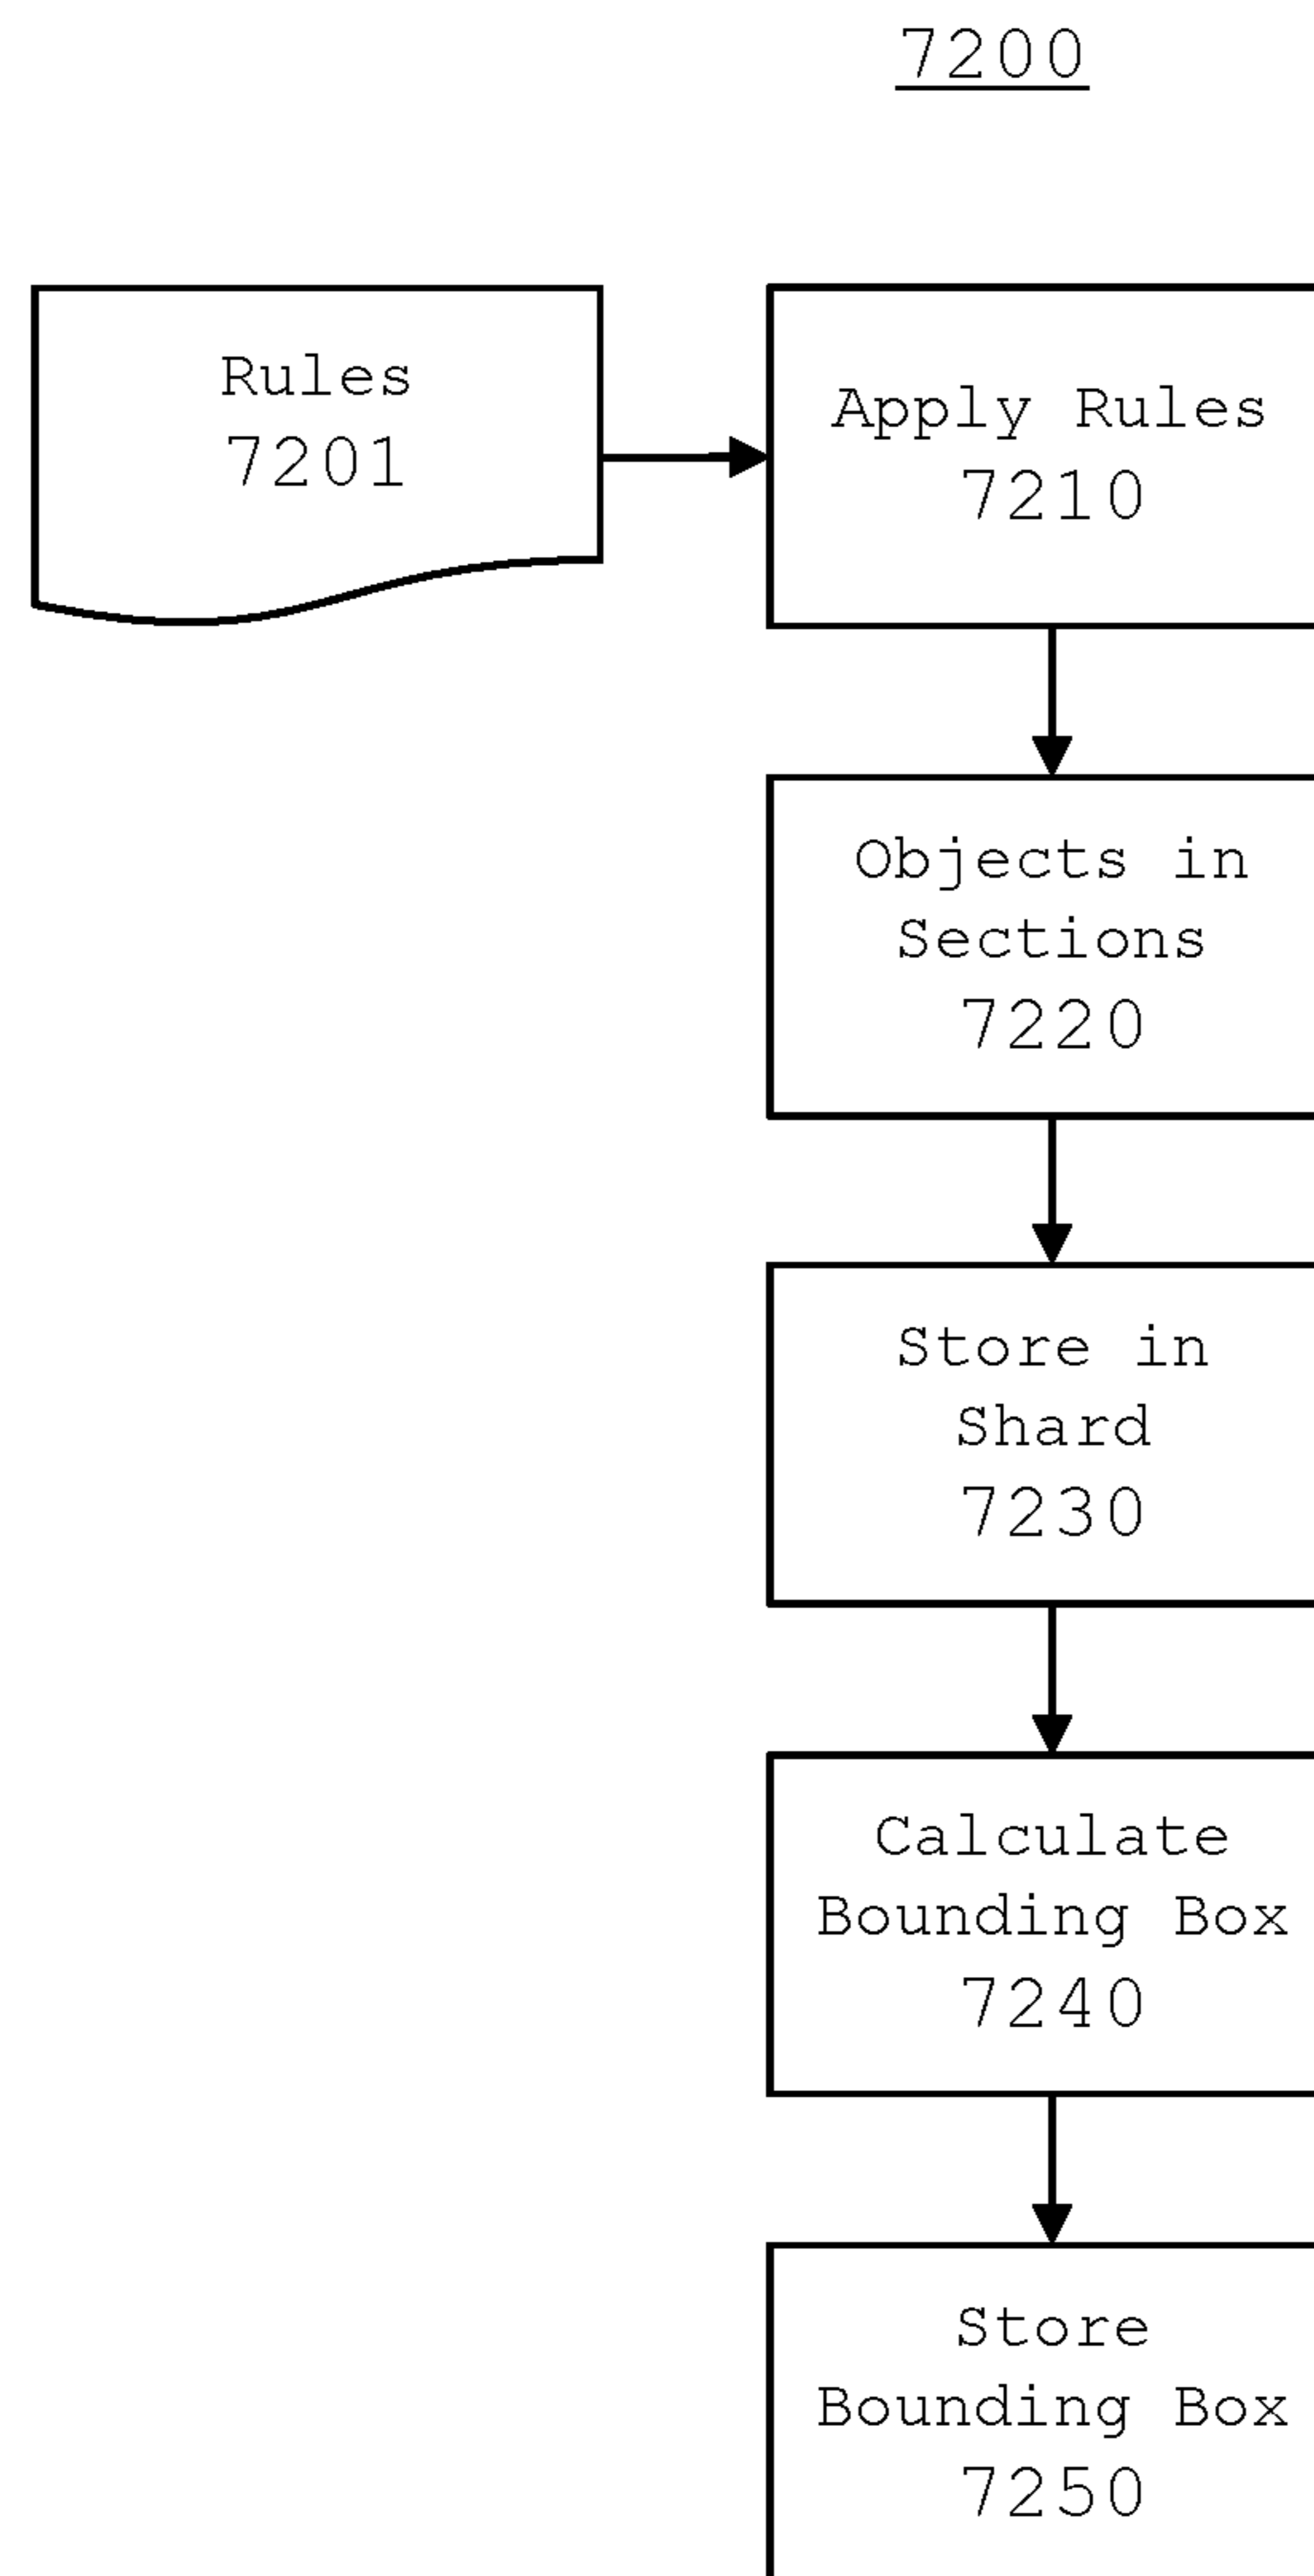 7200
Rules
7201
Apply Rules
7210
Objects in
Sections
7220
Store in
Shard
7230
Calculate
Bounding Box
7240
Store
Bounding Box
7250